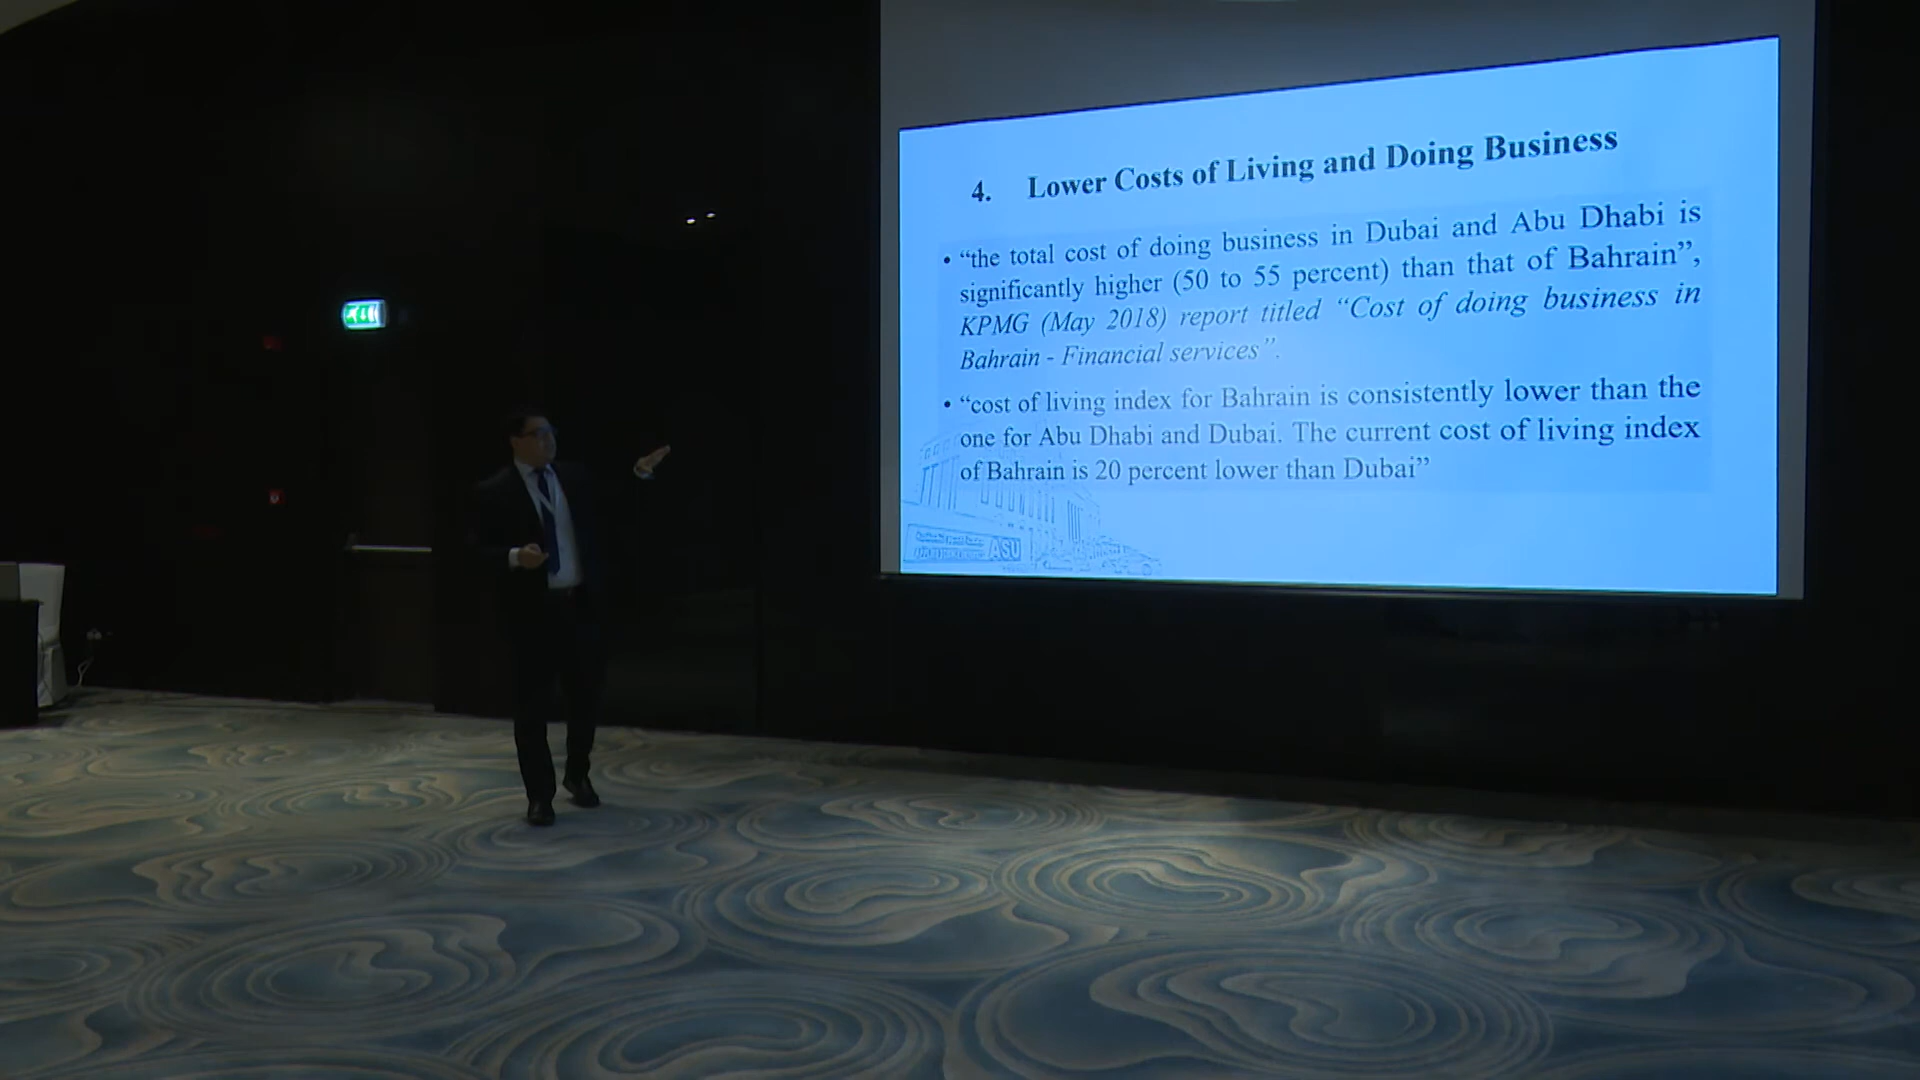 4. Lower Costs of Living and Doing Business
• “the total cost of doing business in Dubai and Abu Dhabi is
significantly higher (50 to 55 percent) than that of Bahrain”,
KPMG (May 2018) report titled “Cost of doing business in
Bahrain - Financial services”.
• “cost of living index for Bahrain is consistently lower than the
one for Abu Dhabi and Dubai. The current cost of living index
of Bahrain is 20 percent lower than Dubai”
ASU